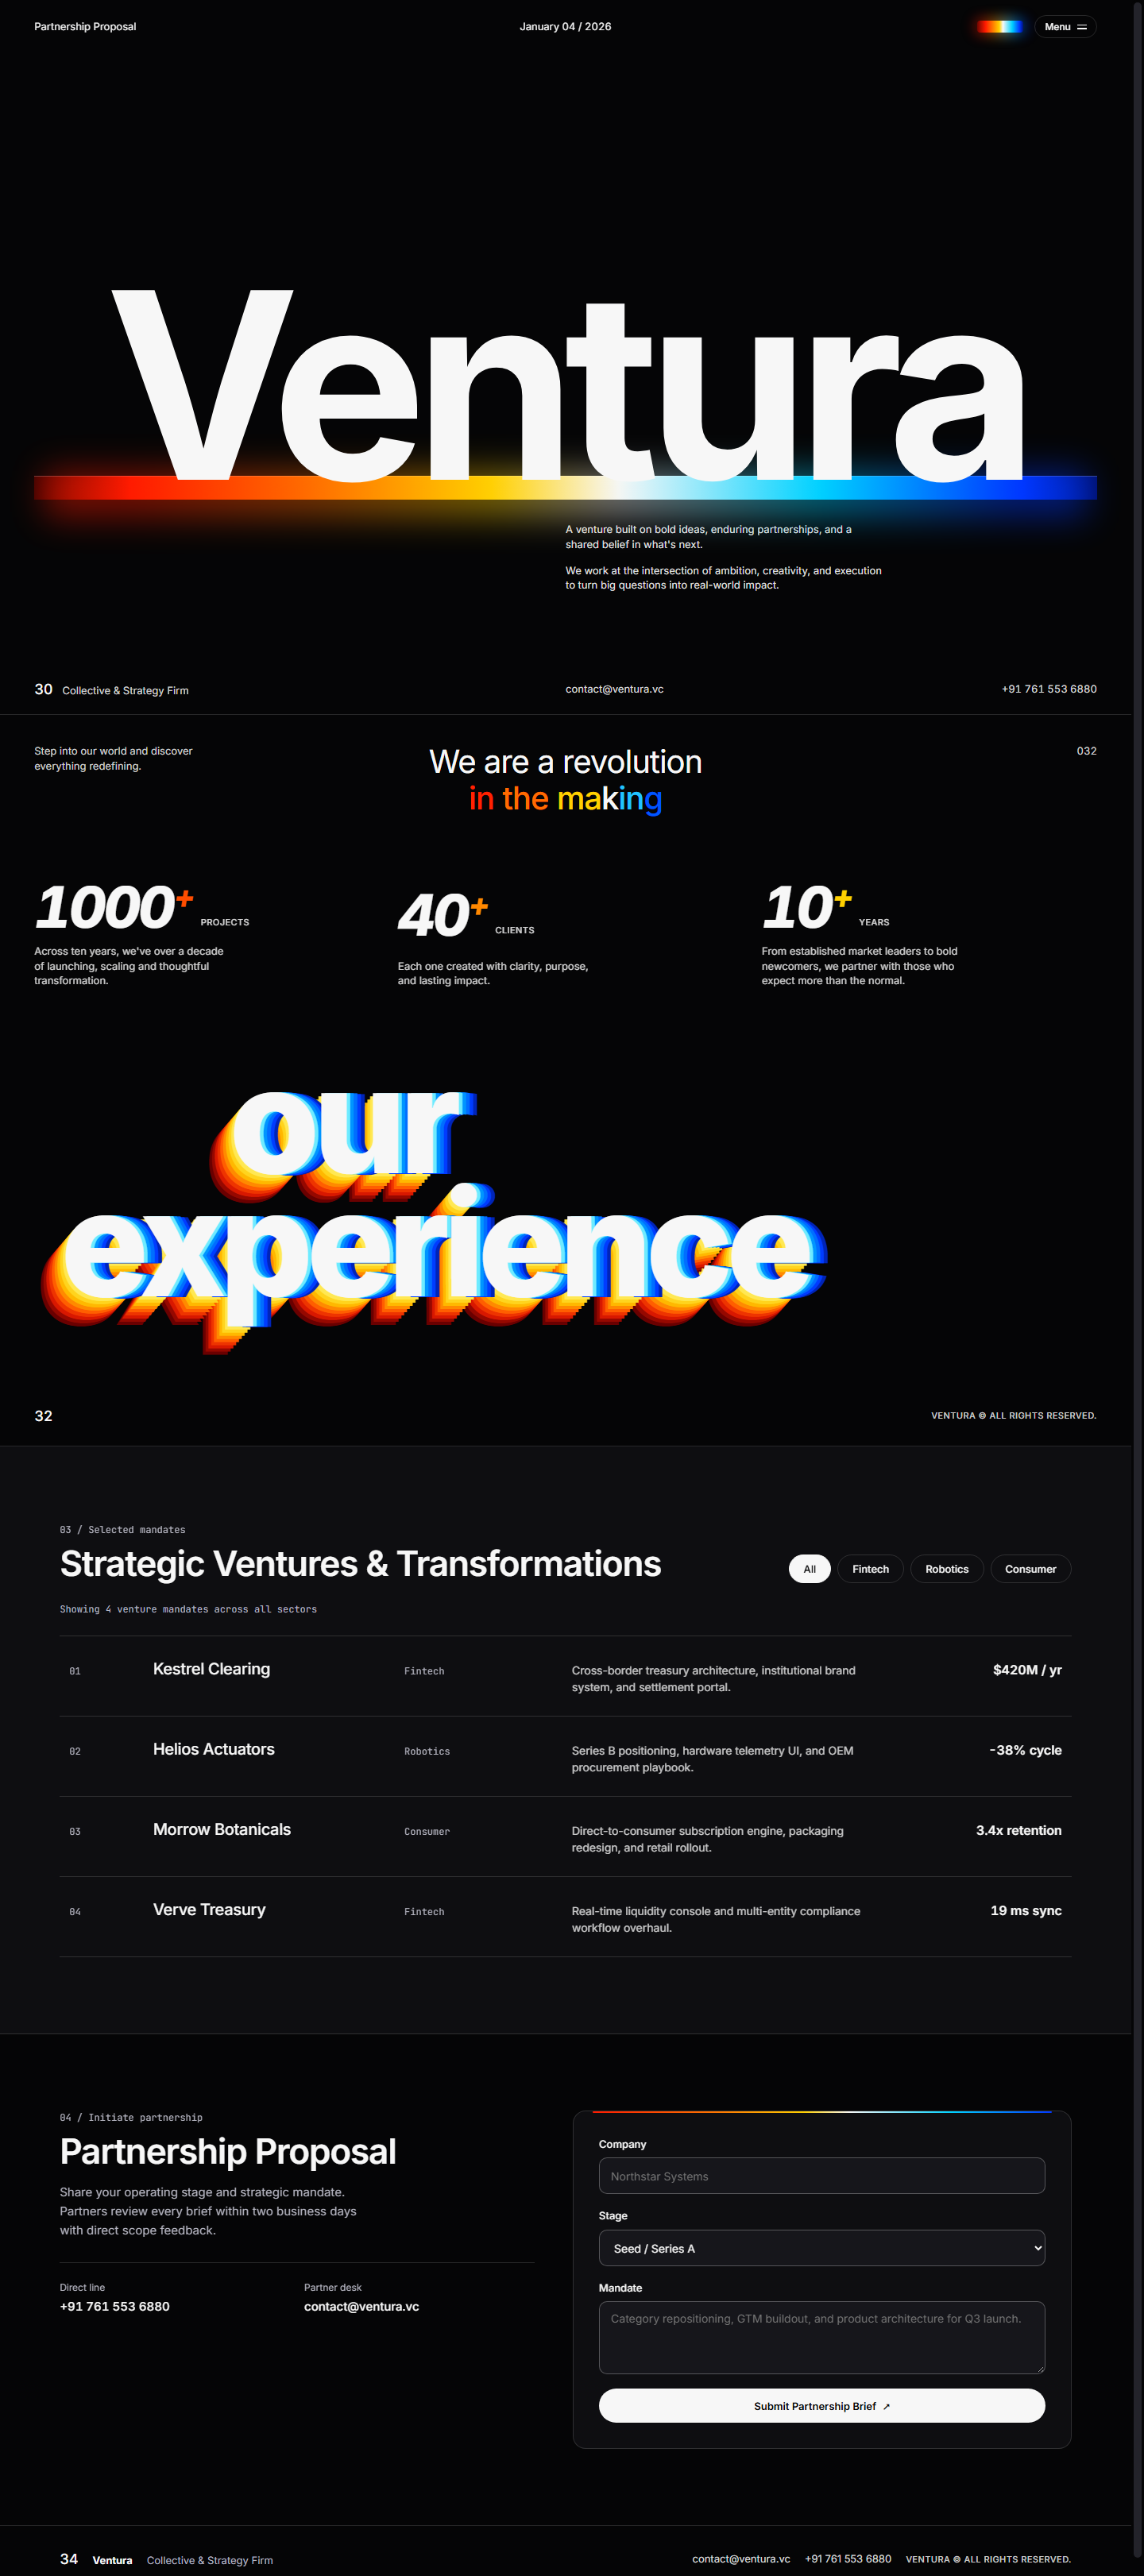 Partnership Proposal
January 04 / 2026
Menu
Ventura
A venture built on bold ideas, enduring partnerships, and a
shared belief in what's next.
We work at the intersection of ambition, creativity, and execution
to turn big questions into real-world impact.
30 Collective & Strategy Firm
contact@ventura.vc
+91 761 553 6880
Step into our world and discover
everything redefining.
We are a revolution
in the making
032
1000+ PROJECTS
Across ten years, we've over a decade
of launching, scaling and thoughtful
transformation.
40+ CLIENTS
Each one created with clarity, purpose,
and lasting impact.
10+ YEARS
From established market leaders to bold
newcomers, we partner with those who
expect more than the normal.
our
experience
32
VENTURA © ALL RIGHTS RESERVED.
03 / Selected mandates
Strategic Ventures & Transformations
All
Fintech
Robotics
Consumer
Showing 4 venture mandates across all sectors
01
Kestrel Clearing
Fintech
Cross-border treasury architecture, institutional brand
system, and settlement portal.
$420M / yr
02
Helios Actuators
Robotics
Series B positioning, hardware telemetry UI, and OEM
procurement playbook.
-38% cycle
03
Morrow Botanicals
Consumer
Direct-to-consumer subscription engine, packaging
redesign, and retail rollout.
3.4x retention
04
Verve Treasury
Fintech
Real-time liquidity console and multi-entity compliance
workflow overhaul.
19 ms sync
04 / Initiate partnership
Partnership Proposal
Share your operating stage and strategic mandate.
Partners review every brief within two business days
with direct scope feedback.
Direct line
+91 761 553 6880
Partner desk
contact@ventura.vc
Company
Northstar Systems
Stage
Seed / Series A
Mandate
Category repositioning, GTM buildout, and product architecture for Q3 launch.
Submit Partnership Brief ↗
34 Ventura Collective & Strategy Firm
contact@ventura.vc +91 761 553 6880 VENTURA © ALL RIGHTS RESERVED.